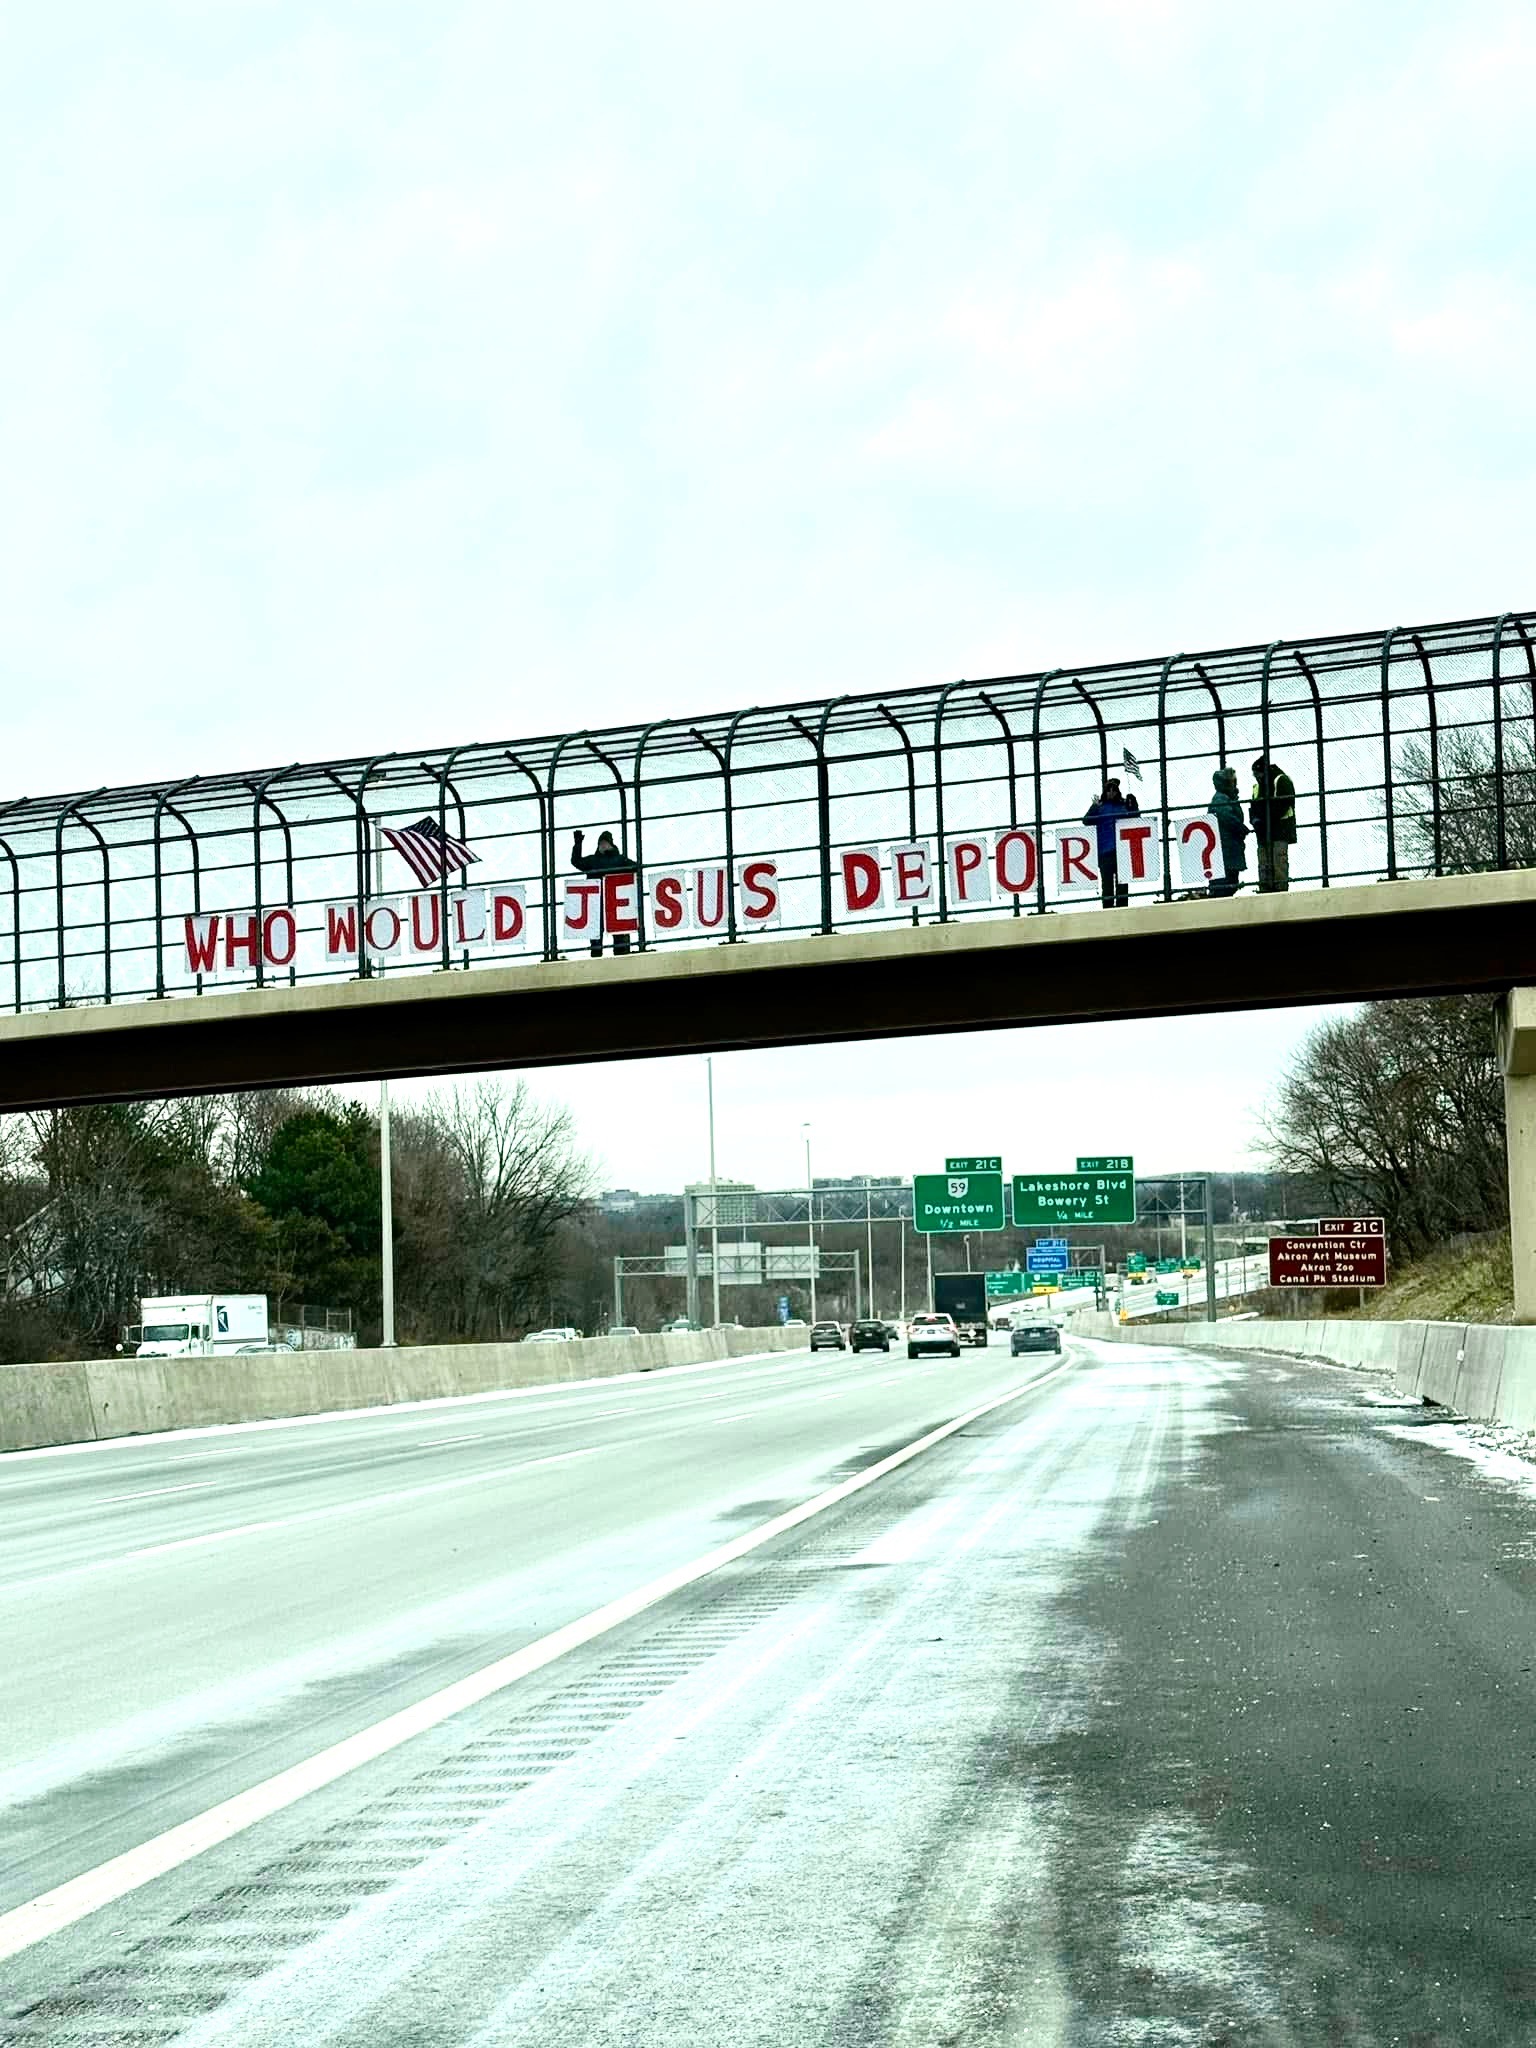 WHO WOULD JESUS DEPORT?
EXIT 21C
59
Downtown
1/2 MILE
EXIT 21B
Lakeshore Blvd
Bowery St
1/4 MILE
HOSPITAL
EXIT 21C
Convention Ctr
Akron Art Museum
Akron Zoo
Canal Pk Stadium